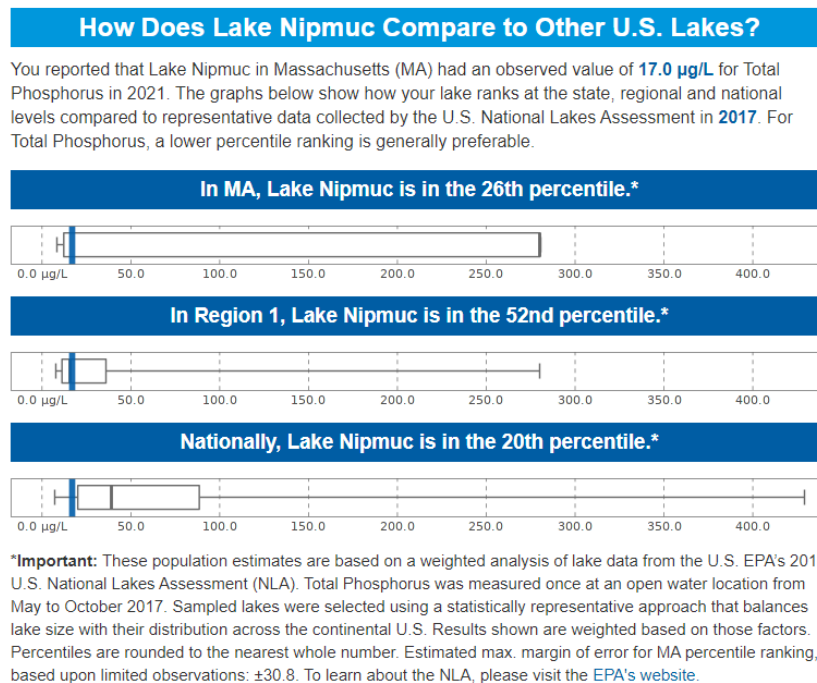 How Does Lake Nipmuc Compare to Other U.S. Lakes?
You reported that Lake Nipmuc in Massachusetts (MA) had an observed value of 17.0 µg/L for Total
Phosphorus in 2021. The graphs below show how your lake ranks at the state, regional and national
levels compared to representative data collected by the U.S. National Lakes Assessment in 2017. For
Total Phosphorus, a lower percentile ranking is generally preferable.
In MA, Lake Nipmuc is in the 26th percentile.*
0.0 µg/L 50.0 100.0 150.0 200.0 250.0 300.0 350.0 400.0
In Region 1, Lake Nipmuc is in the 52nd percentile.*
0.0 µg/L 50.0 100.0 150.0 200.0 250.0 300.0 350.0 400.0
Nationally, Lake Nipmuc is in the 20th percentile.*
0.0 µg/L 50.0 100.0 150.0 200.0 250.0 300.0 350.0 400.0
*Important: These population estimates are based on a weighted analysis of lake data from the U.S. EPA's 201
U.S. National Lakes Assessment (NLA). Total Phosphorus was measured once at an open water location from
May to October 2017. Sampled lakes were selected using a statistically representative approach that balances
lake size with their distribution across the continental U.S. Results shown are weighted based on those factors.
Percentiles are rounded to the nearest whole number. Estimated max. margin of error for MA percentile ranking,
based upon limited observations: ±30.8. To learn about the NLA, please visit the EPA's website.